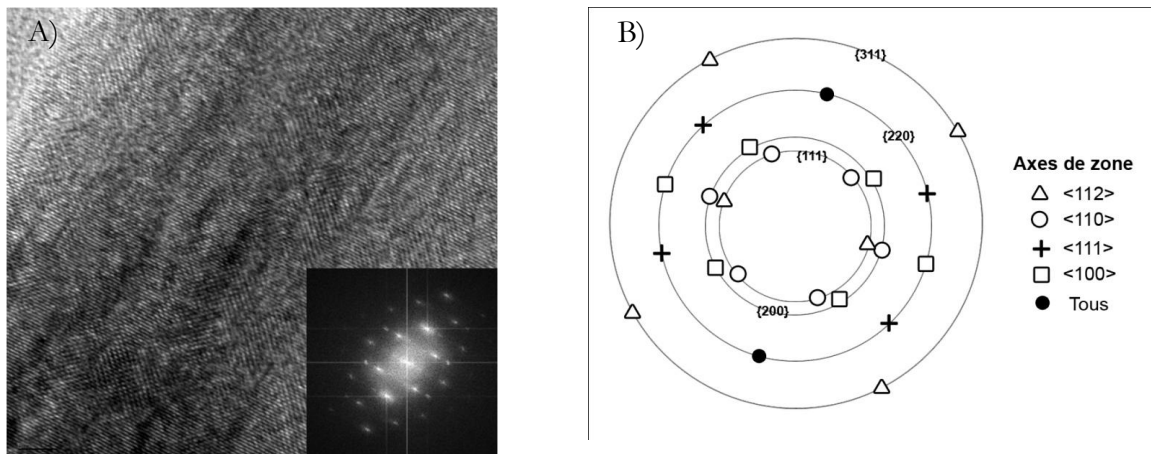 A)
B)
{311}
{220}
{111}
{200}
Axes de zone
<112>
<110>
<111>
<100>
Tous